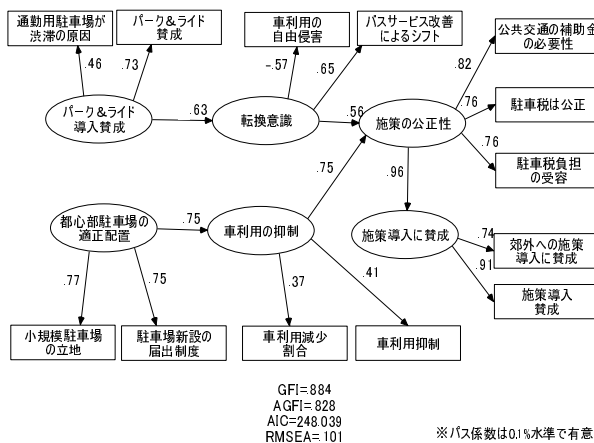 通勤用駐車場が
渋滞の原因
パーク&ライド
賛成
車利用の
自由侵害
バスサービス改善
によるシフト
公共交通の補助金
の必要性
.46
.73
-.57
.65
.82
パーク&ライド
導入賛成
.63
転換意識
.56
施策の公正性
.76
駐車税は公正
.76
駐車税負担
の受容
.75
.96
都心部駐車場の
適正配置
.75
車利用の抑制
施策導入に賛成
.74
郊外への施策
導入に賛成
.91
施策導入
賛成
.77
.75
.37
.41
小規模駐車場
の立地
駐車場新設の
届出制度
車利用減少
割合
車利用抑制
GFI=.884
AGFI=.828
AIC=248.039
RMSEA=.101
※パス係数は0.1%水準で有意